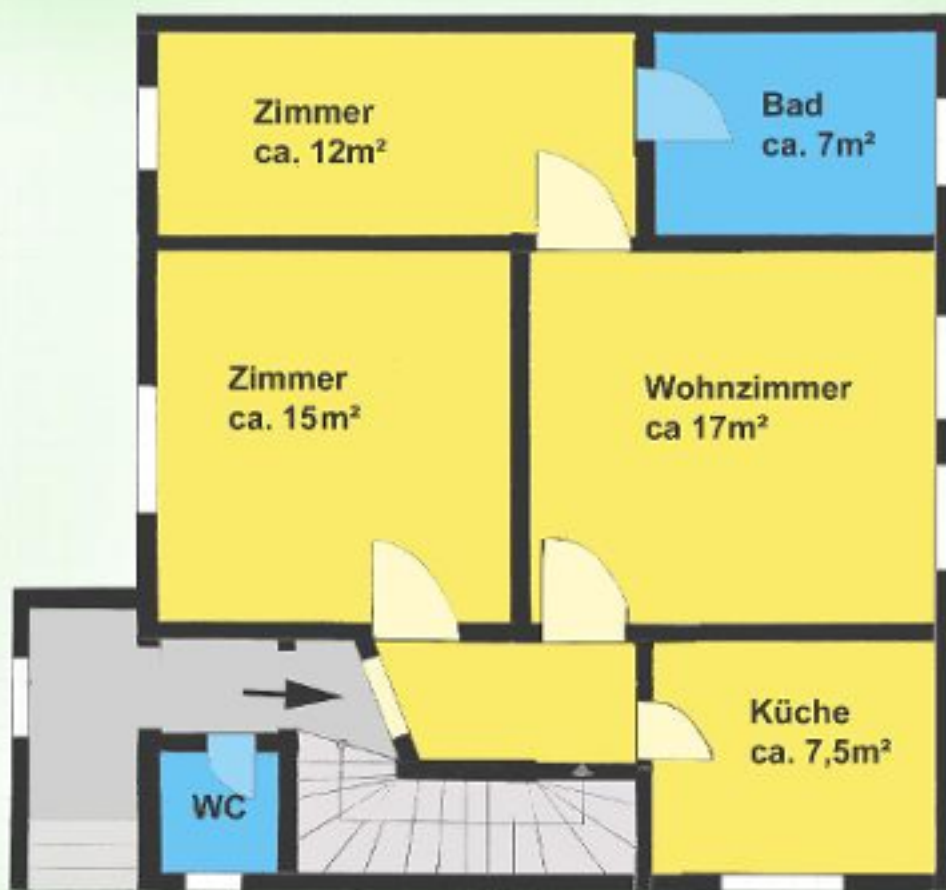 Zimmer
ca. 12m²
Bad
ca. 7m²
Zimmer
ca. 15m²
Wohnzimmer
ca 17m²
Küche
ca. 7,5m²
WC